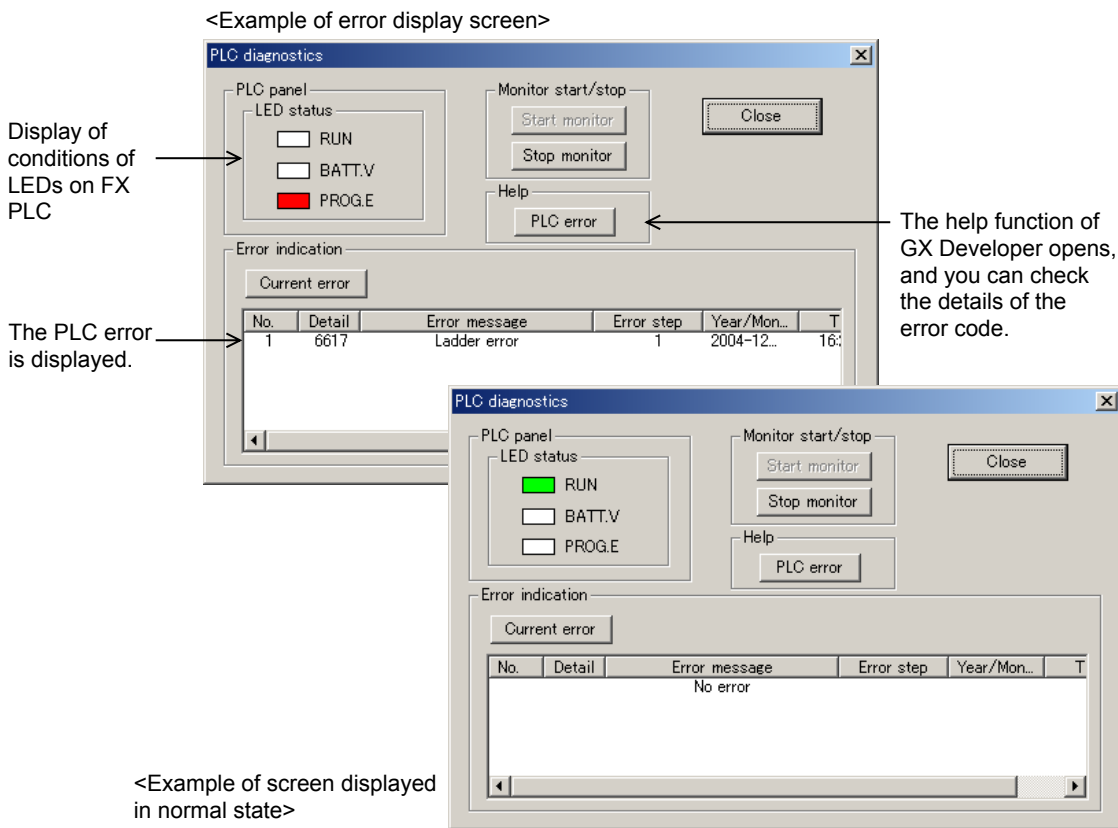 <Example of error display screen>
PLC diagnostics
PLC panel
LED status
RUN
BATT.V
PROG.E
Monitor start/stop
Start monitor
Stop monitor
Close
Help
PLC error
Display of
conditions of
LEDs on FX
PLC
The help function of
GX Developer opens,
and you can check
the details of the
error code.
Error indication
Current error
No. Detail Error message Error step Year/Mon... T
1 6617 Ladder error 1 2004-12... 16:
The PLC error
is displayed.
PLC diagnostics
PLC panel
LED status
RUN
BATT.V
PROG.E
Monitor start/stop
Start monitor
Stop monitor
Close
Help
PLC error
Error indication
Current error
No. Detail Error message Error step Year/Mon... T
No error
<Example of screen displayed
in normal state>